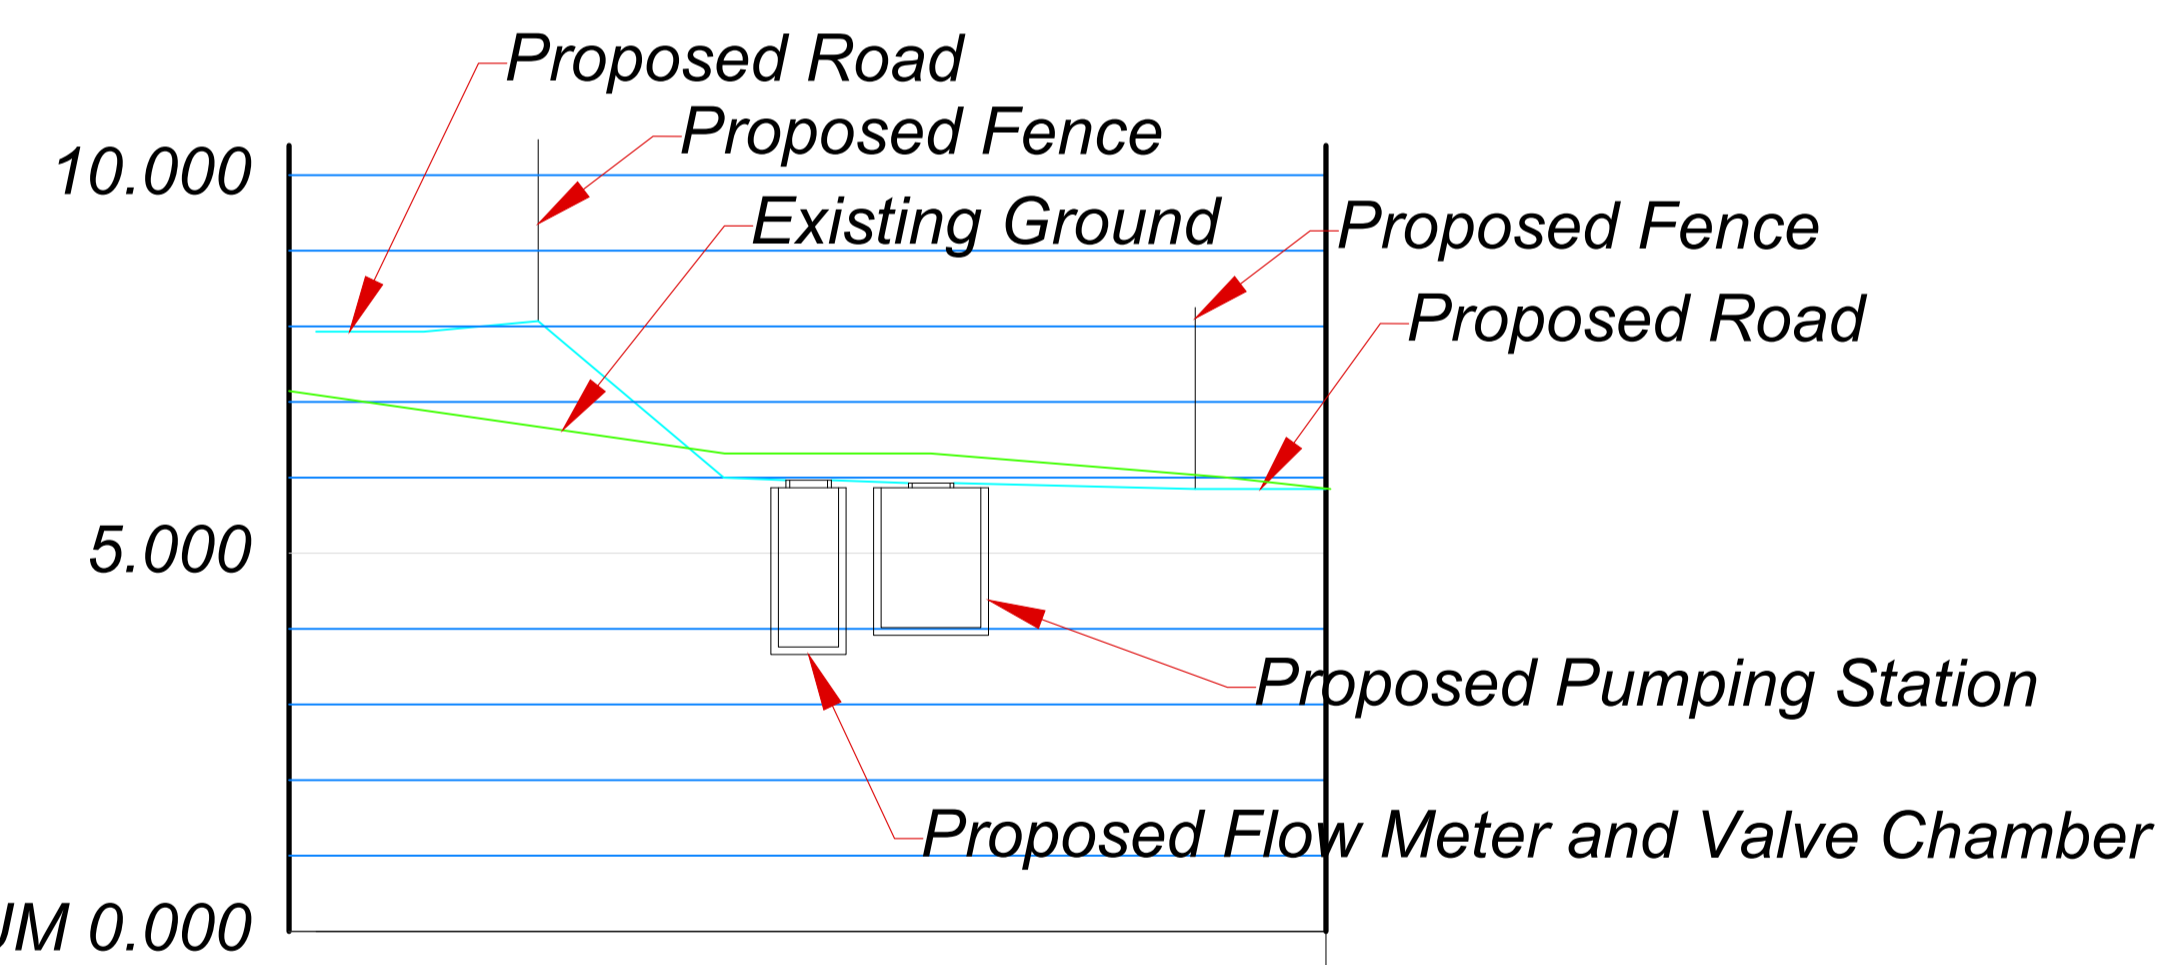 Proposed Road
Proposed Fence
10.000
Existing Ground
Proposed Fence
Proposed Road
5.000
Proposed Pumping Station
Proposed Flow Meter and Valve Chamber
0.000